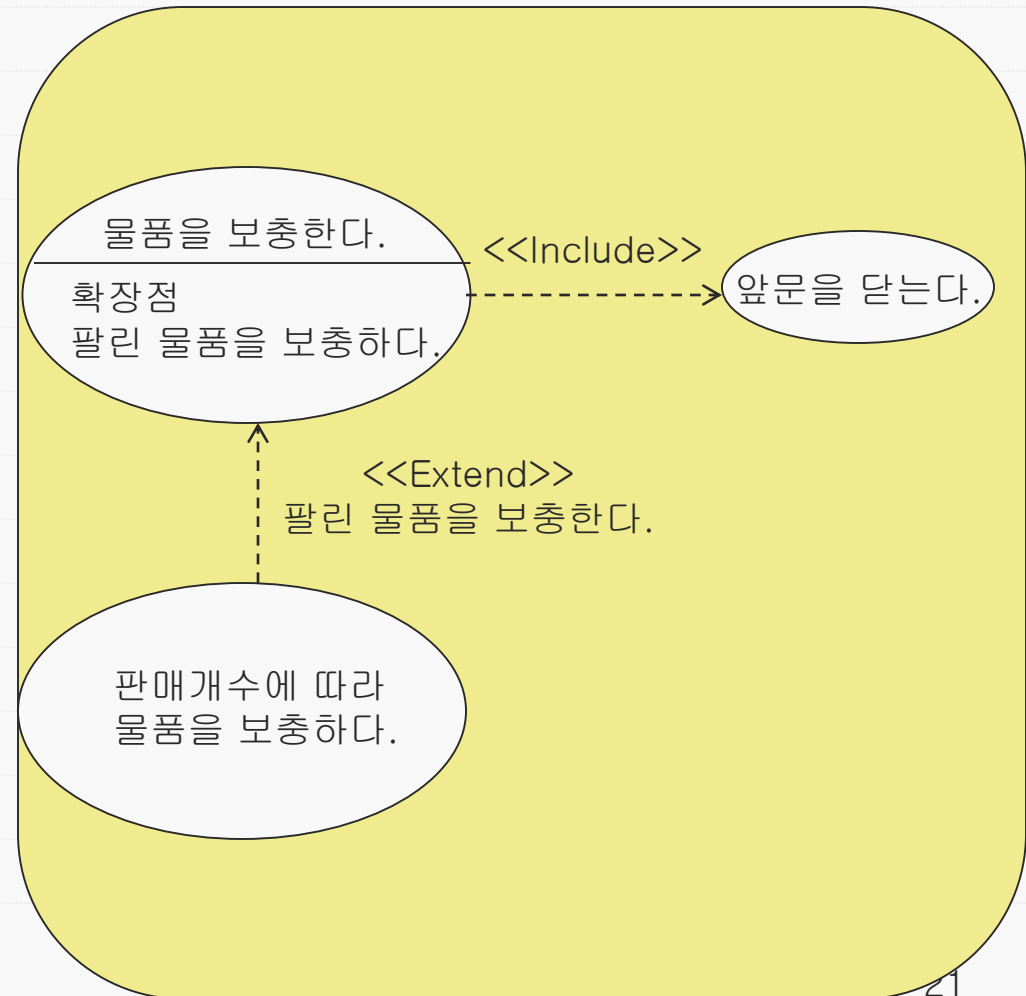 물품을 보충한다.
<<Include>>
확장점
팔린 물품을 보충하다.
앞문을 닫는다.
<<Extend>>
팔린 물품을 보충한다.
판매개수에 따라
물품을 보충하다.
21